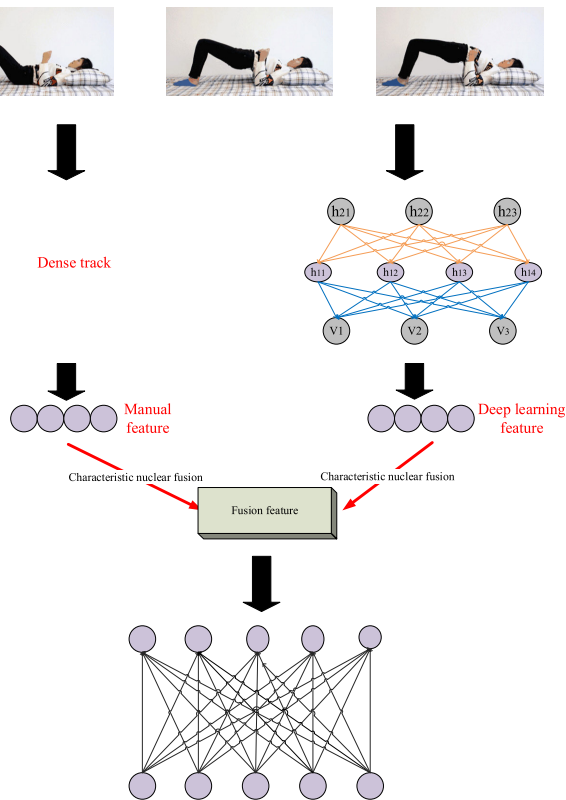 h21 h22 h23
Dense track
h11 h12 h13 h14
V1 V2 V3
Manual
feature
Deep learning
feature
Characteristic nuclear fusion
Characteristic nuclear fusion
Fusion feature